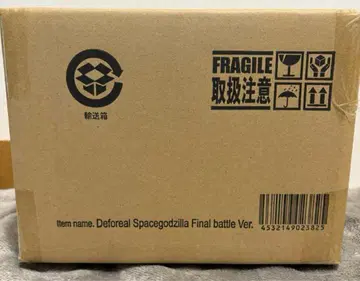 FRAGILE
取扱注意
輸送箱
Item name. Deforeal Spacegodzilla Final battle Ver.
4532149023825